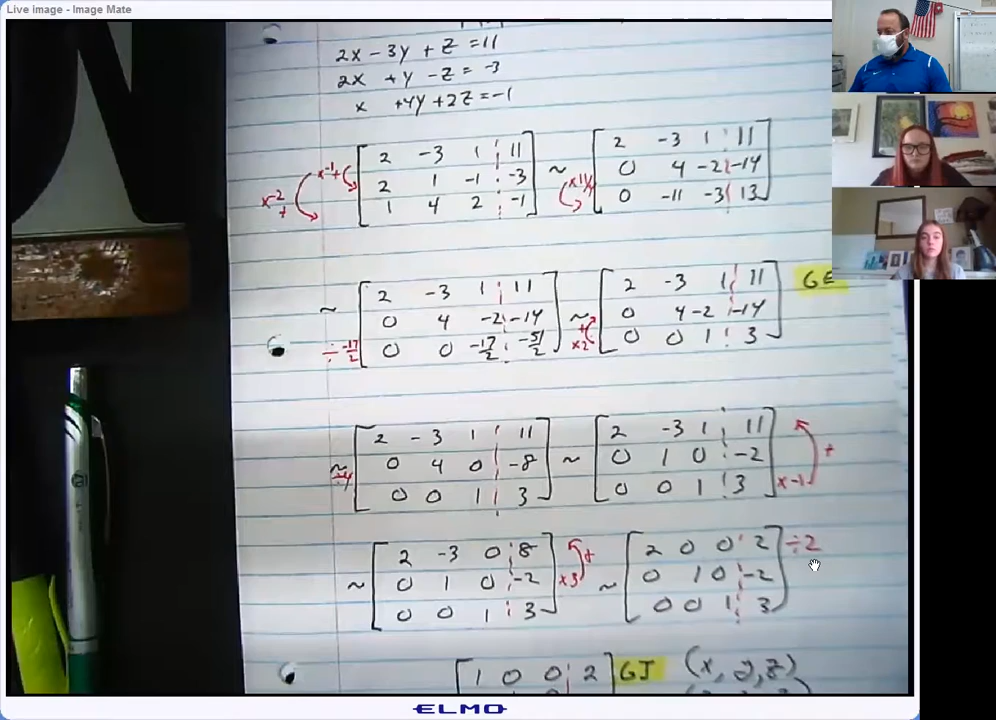 Live image - Image Mate
2x - 3y + z = 11
2x + y - z = -3
x + 4y + 2z = -1
2 -3 1 11 ~ 2 -3 1 11
x-1+ 2 1 -1 -3 0 4 -2 -14
x-2 + 1 4 2 -1 0 -11 -3 13
~ 2 -3 1 11 ~ 2 -3 1 11 GE
0 4 -2 -14 + x2 0 4 -2 -14
÷ -17/2 0 0 -17/2 -51/2 0 0 1 3
~ 2 -3 1 11 ~ 2 -3 1 11 +
÷4 0 4 0 -8 0 1 0 -2
0 0 1 3 0 0 1 3 x-1
~ 2 -3 0 8 + ~ 2 0 0 2 ÷2
0 1 0 -2 x3 0 1 0 -2
0 0 1 3 0 0 1 3
1 0 0 2 GJ (x, y, z)
ELMO